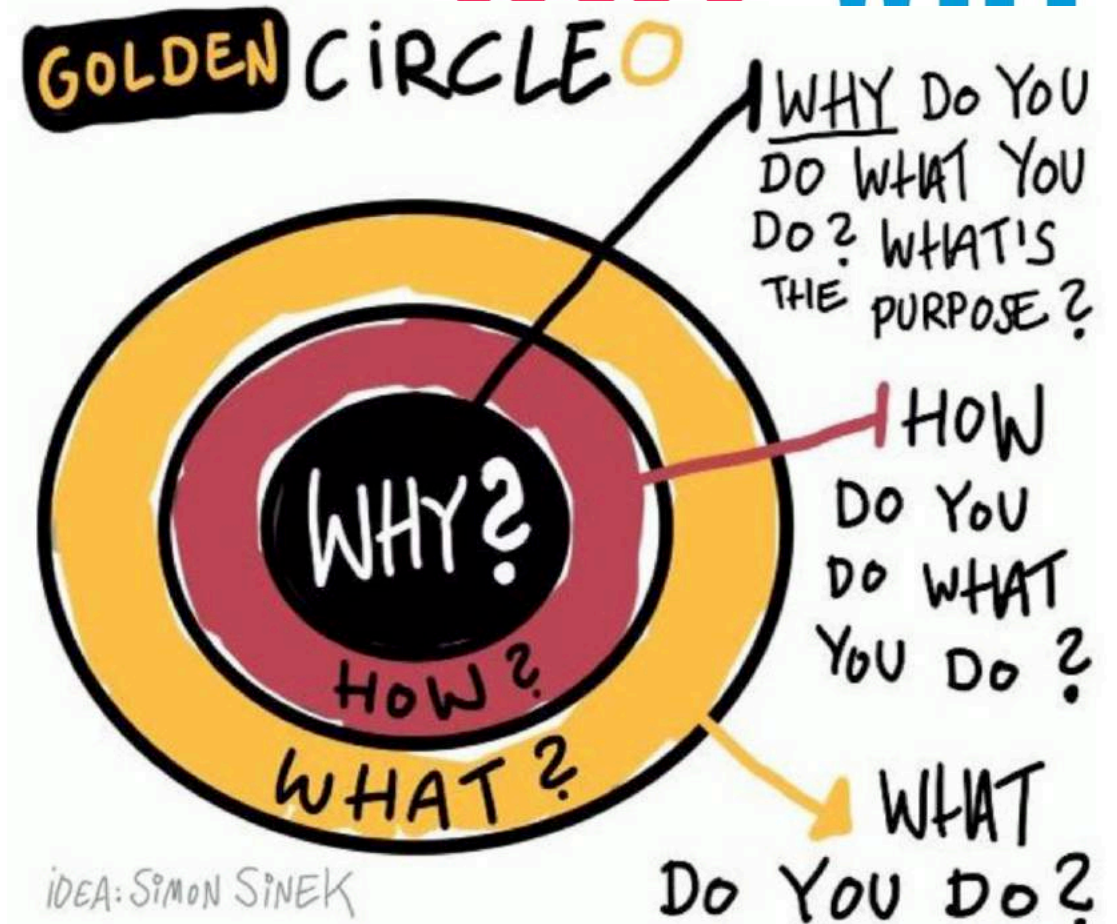 GOLDEN CIRCLE
WHY DO YOU
DO WHAT YOU
DO? WHAT'S
THE PURPOSE?
HOW
DO YOU
DO WHAT
YOU DO?
WHAT
DO YOU DO?
WHY?
HOW?
WHAT?
IDEA: SIMON SINEK